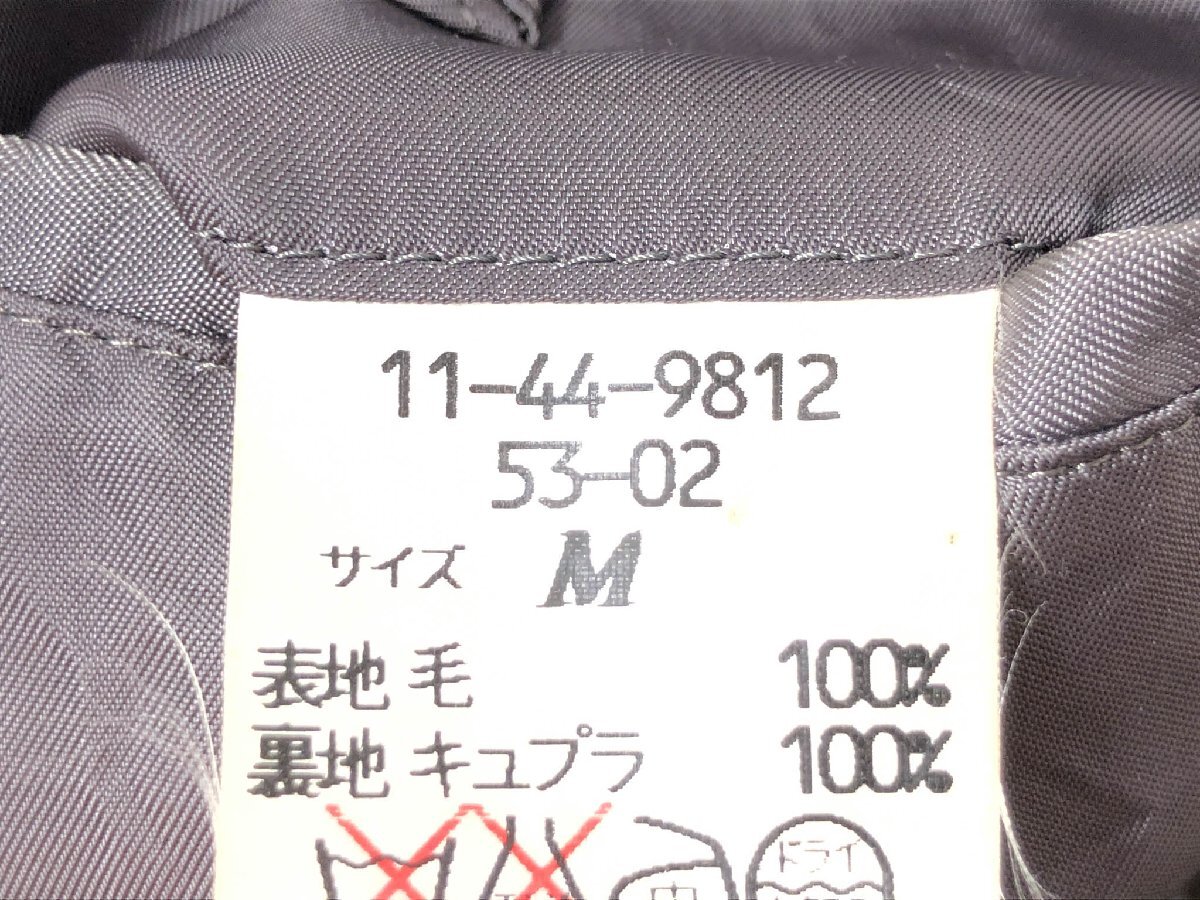 11-44-9812
53-02
サイズ M
表地 毛 100%
裏地 キュプラ 100%
中 ドライ